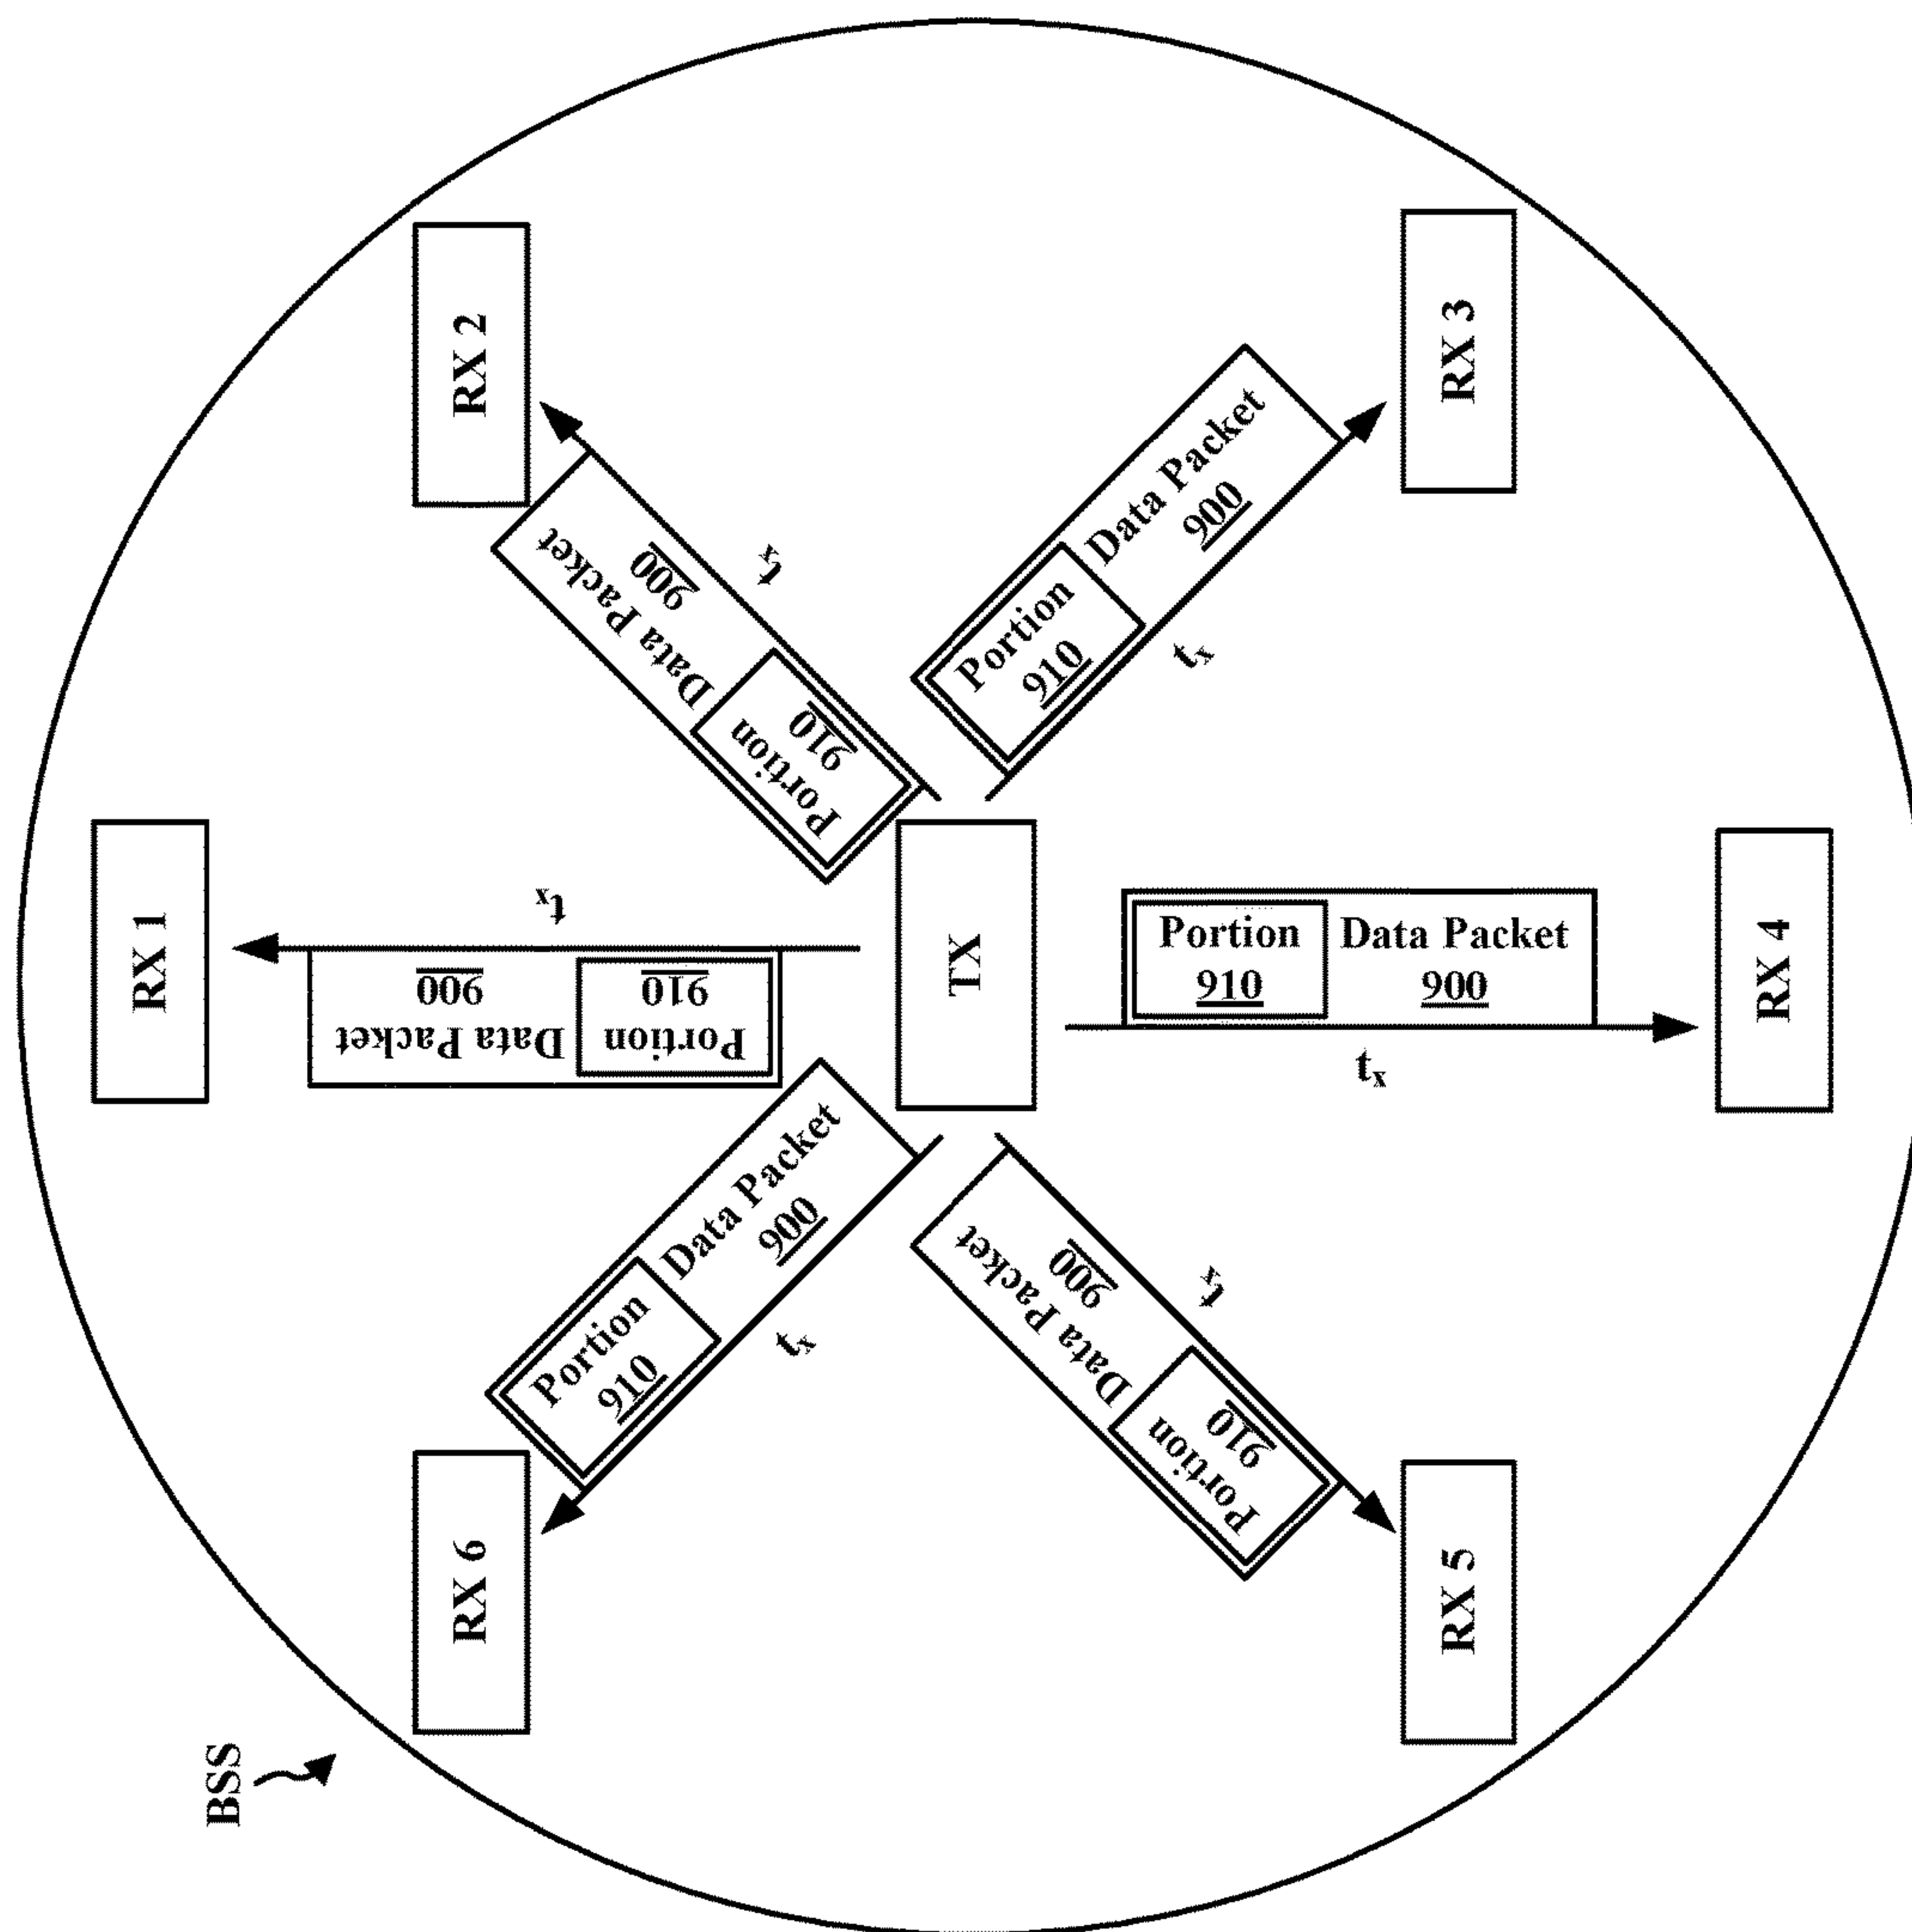 BSS
RX 1
RX 2
RX 3
RX 4
RX 5
RX 6
TX
Portion
910
Data Packet
900
tx
Portion
910
Data Packet
900
tx
Portion
910
Data Packet
900
tx
Portion
910
Data Packet
900
tx
Portion
910
Data Packet
900
tx
Portion
910
Data Packet
900
tx